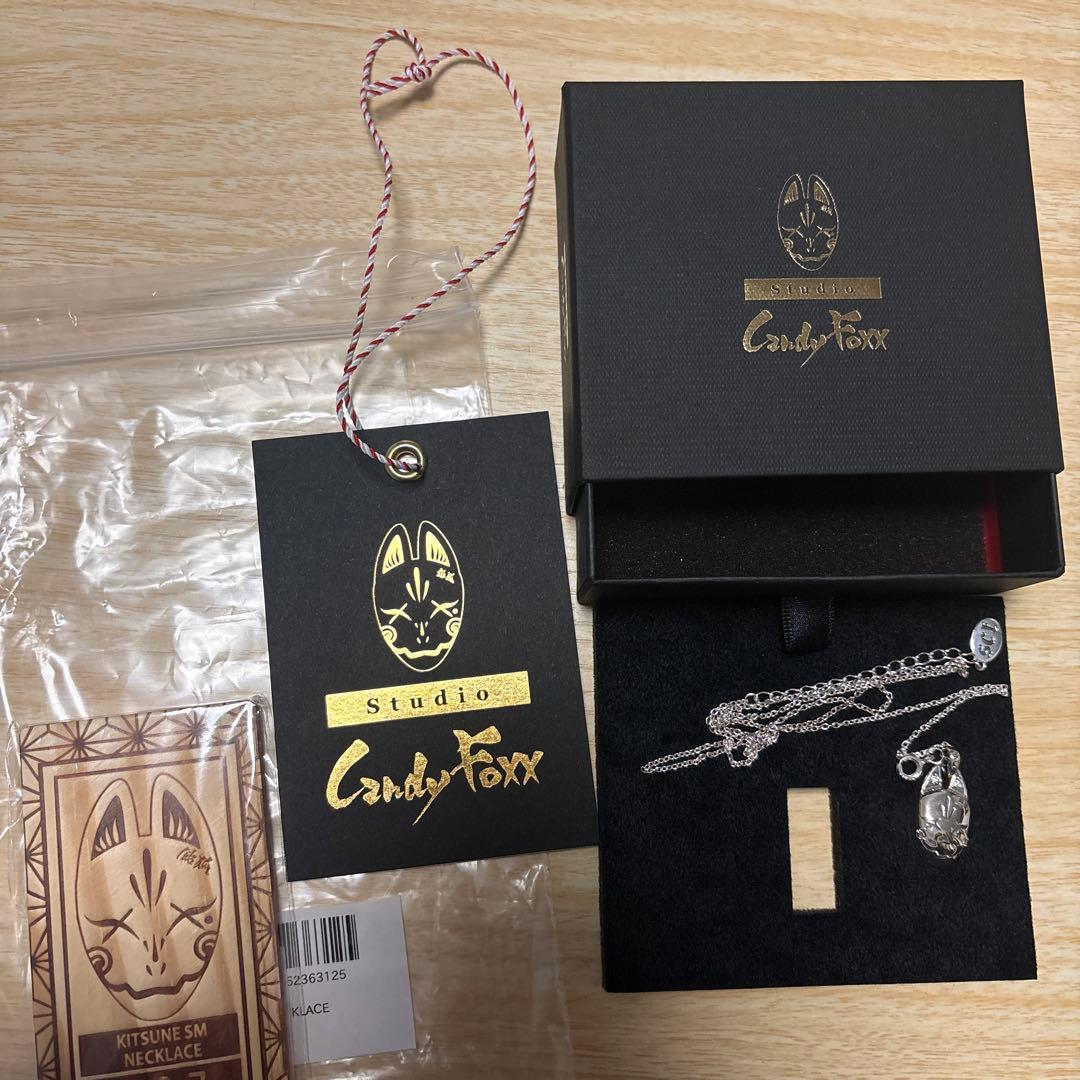 Studio
Candy Foxx
Studio
Candy Foxx
KITSUNE SM
NECKLACE
52363125
KLACE